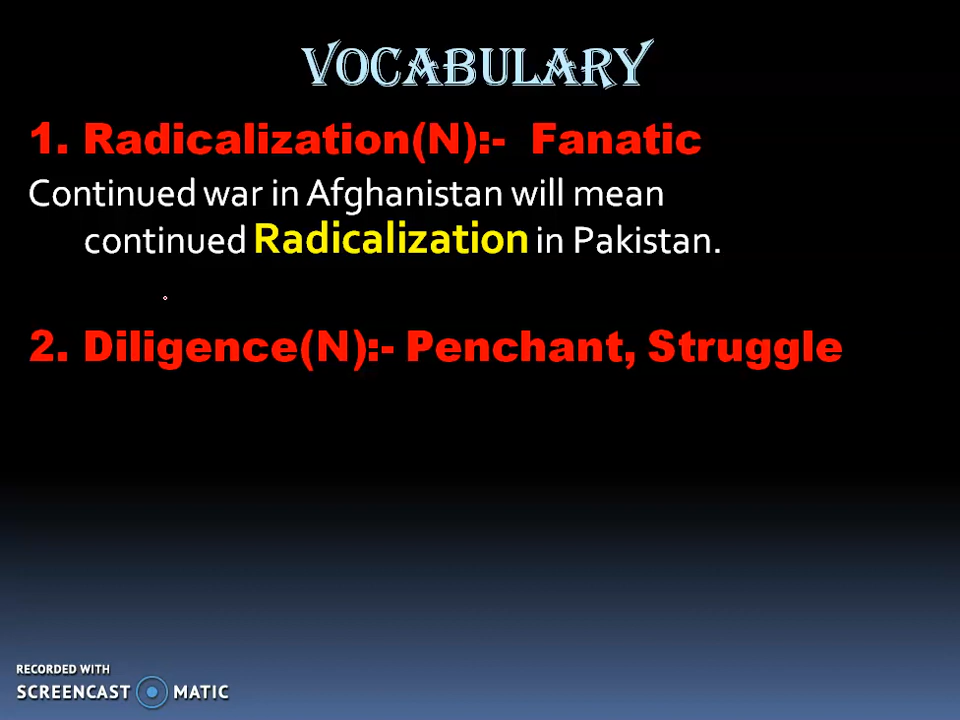 VOCABULARY
1. Radicalization(N):- Fanatic
Continued war in Afghanistan will mean
continued Radicalization in Pakistan.
2. Diligence(N):- Penchant, Struggle
RECORDED WITH
SCREENCAST MATIC